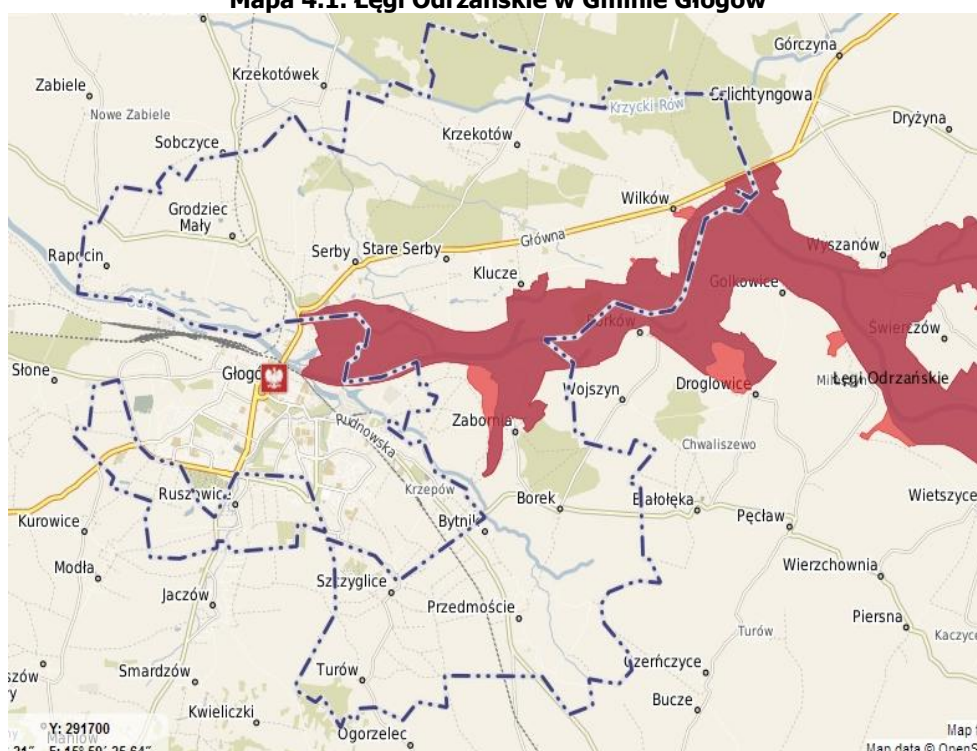 Mapa 4.1. Łęgi Odrzańskie w Gminie Głogów
Górczyna
Krzekotówek
Zabiele
Szlichtyngowa
Nowe Zabiele
Krzycki Rów
Dryżyna
Krzekotów
Sobczyce
Wilków
Grodziec
Mały
Główna
Serby
Stare Serby
Wyszanów
Rapocin
Klucze
Golkowice
Borków
Świerczów
Słone
Głogów
Łęgi Odrzańskie
Wojszyn
Droglowice
Zabornia
Rudnowska
Chwaliszewo
Krzepów
Ruszowice
Borek
Białołęka
Wietszyce
Kurowice
Bytnik
Pęcław
Modła
Wierzchownia
Szczyglice
Jaczów
Przedmoście
Piersna
Turów
Kaczyce
Czerńczyce
Smardzów
Turów
Bucze
Kwieliczki
Y: 291700
Ogorzelec